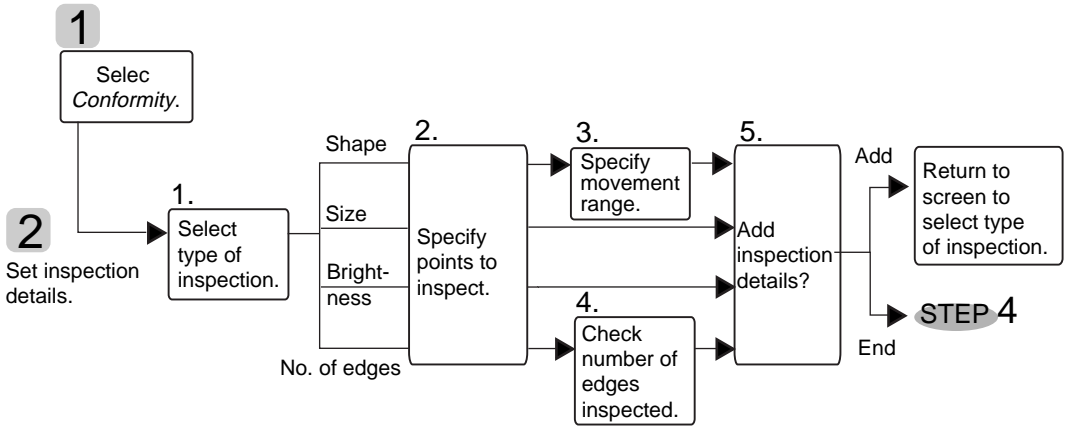 1
Selec
Conformity.
2
Set inspection
details.
1.
Select
type of
inspection.
Shape
Size
Bright-
ness
No. of edges
2.
Specify
points to
inspect.
3.
Specify
movement
range.
4.
Check
number of
edges
inspected.
5.
Add
inspection
details?
Add
Return to
screen to
select type
of inspection.
End
STEP 4